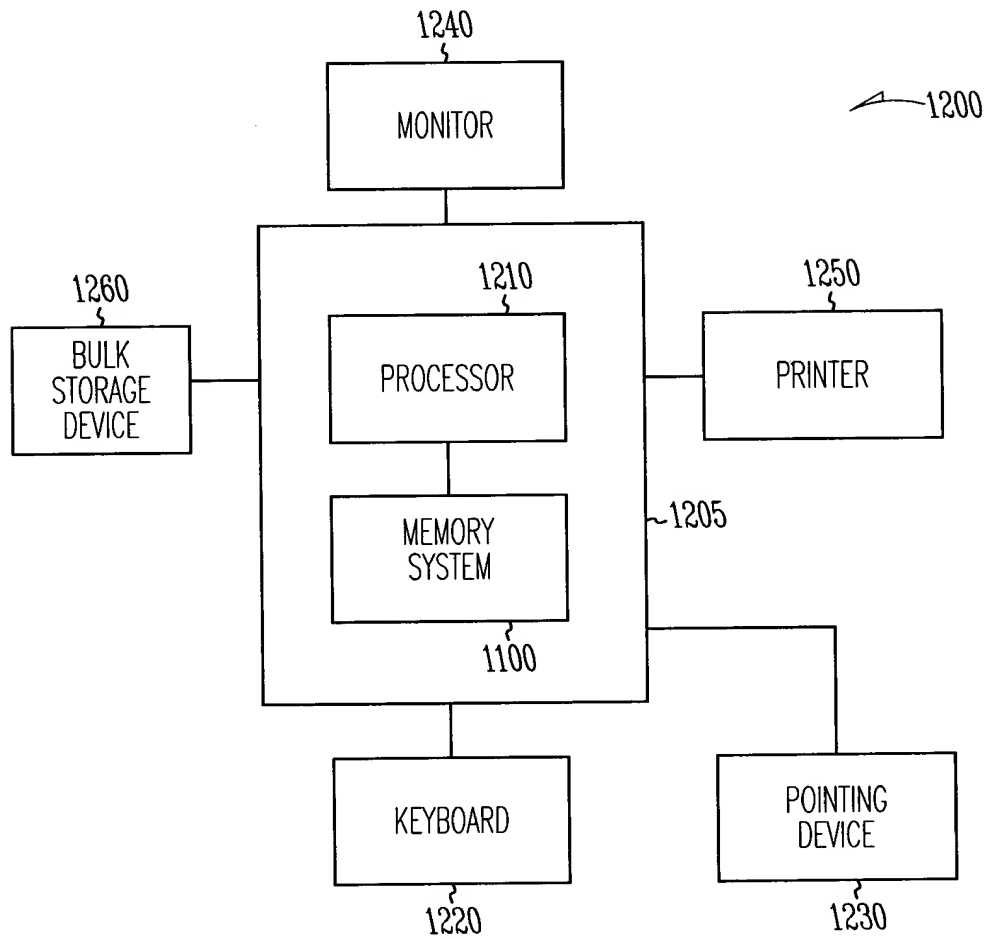 1240
MONITOR
1200
1260
BULK
STORAGE
DEVICE
1210
PROCESSOR
1250
PRINTER
MEMORY
SYSTEM
1205
1100
KEYBOARD
1220
POINTING
DEVICE
1230